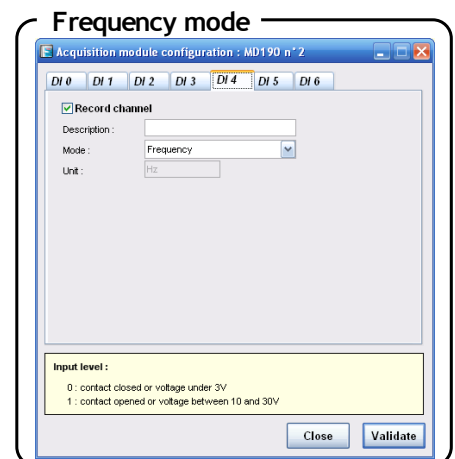 Frequency mode
Acquisition module configuration : MD190 n°2
DI 0 DI 1 DI 2 DI 3 DI 4 DI 5 DI 6
Record channel
Description :
Mode : Frequency
Unit : Hz
Input level :
0 : contact closed or voltage under 3V
1 : contact opened or voltage between 10 and 30V
Close Validate